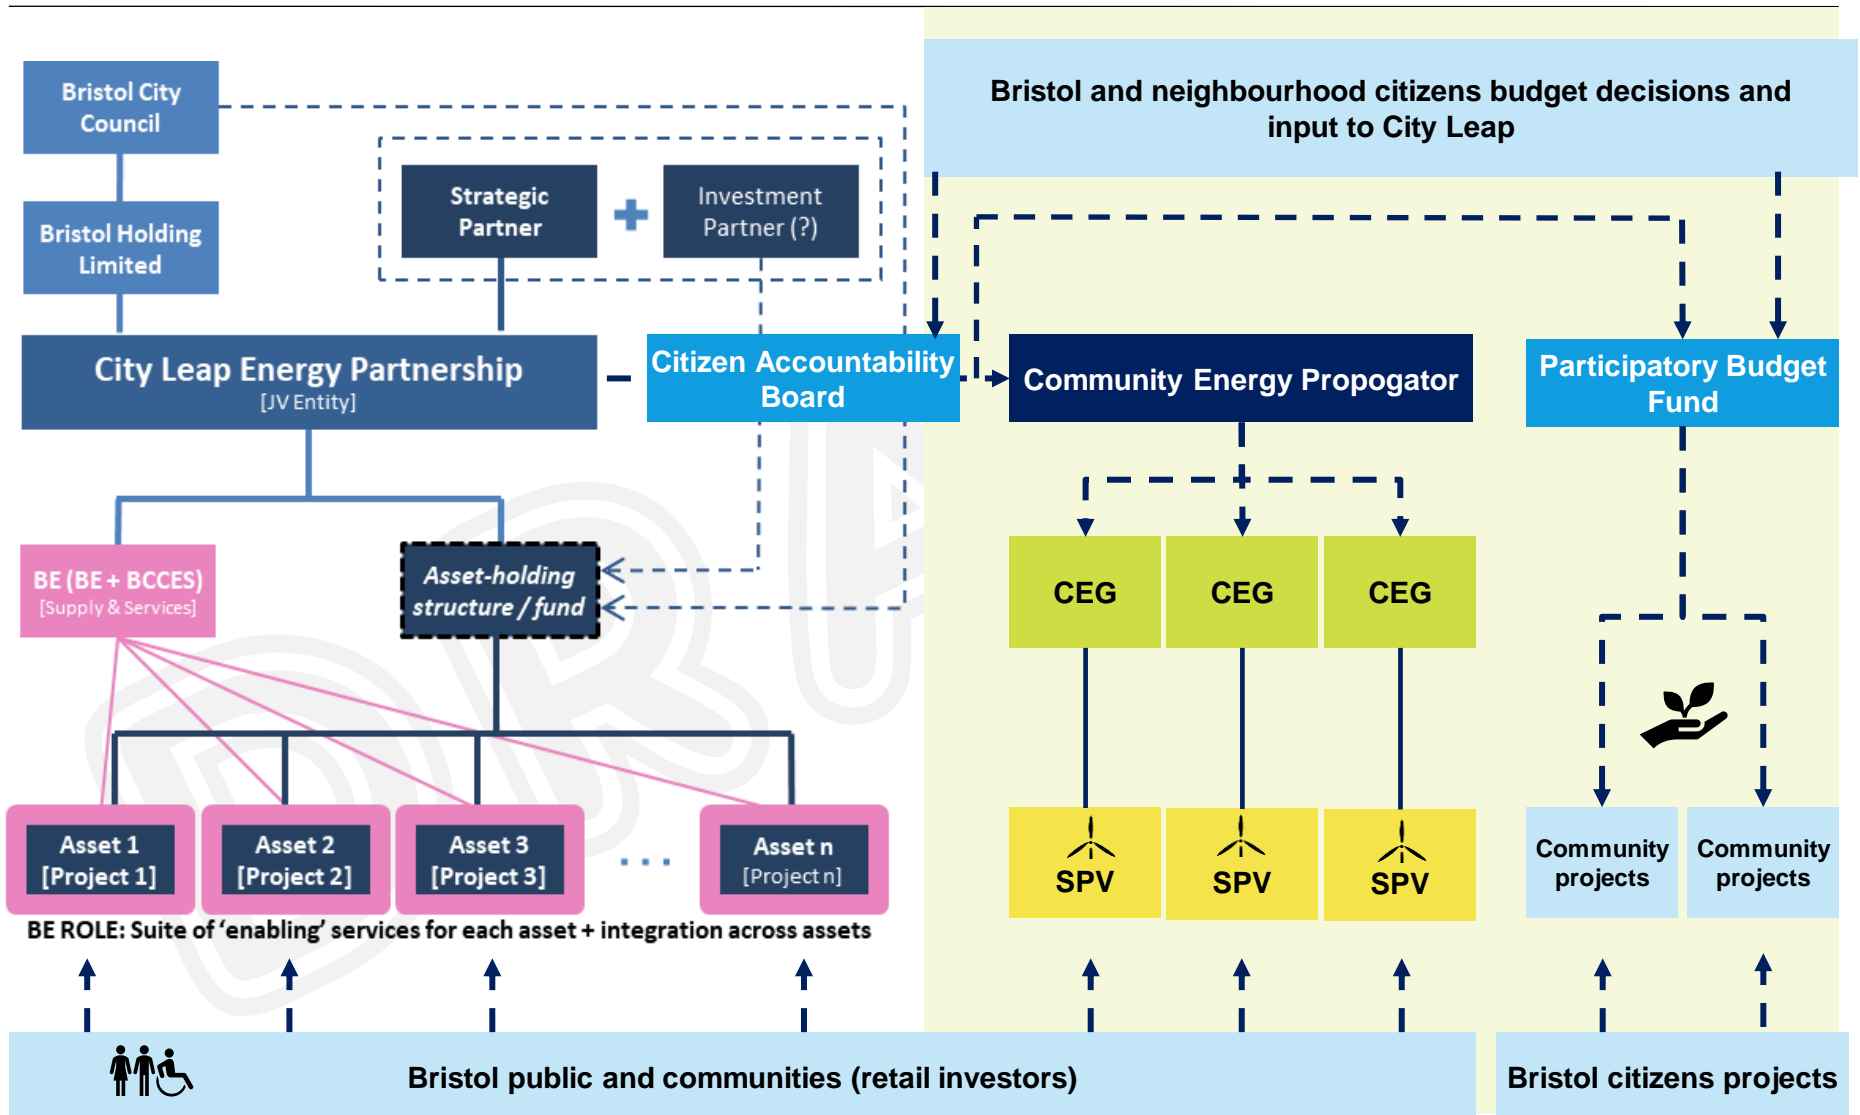 Bristol City
Council
Bristol and neighbourhood citizens budget decisions and
input to City Leap
Strategic
Partner
Investment
Partner (?)
Bristol Holding
Limited
City Leap Energy Partnership
[JV Entity]
Citizen Accountability
Board
Community Energy Propogator
Participatory Budget
Fund
BE (BE + BCCES)
[Supply & Services]
Asset-holding
structure / fund
CEG
CEG
CEG
Asset 1
[Project 1]
Asset 2
[Project 2]
Asset 3
[Project 3]
...
Asset n
[Project n]
SPV
SPV
SPV
Community
projects
Community
projects
BE ROLE: Suite of ‘enabling’ services for each asset + integration across assets
Bristol public and communities (retail investors)
Bristol citizens projects